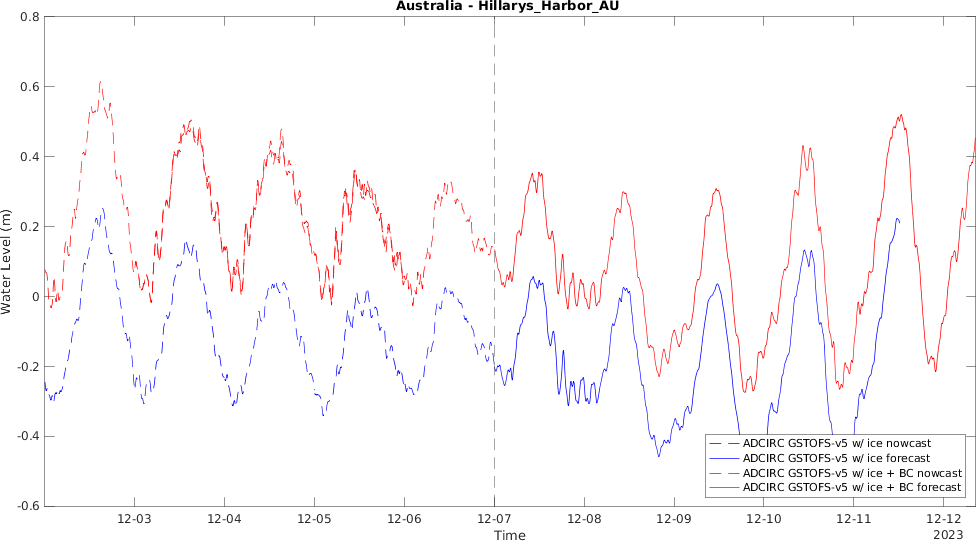 Australia - Hillarys_Harbor_AU
Water Level (m)
0.8
0.6
0.4
0.2
0
-0.2
-0.4
-0.6
ADCIRC GSTOFS-v5 w/ ice nowcast
ADCIRC GSTOFS-v5 w/ ice forecast
ADCIRC GSTOFS-v5 w/ ice + BC nowcast
ADCIRC GSTOFS-v5 w/ ice + BC forecast
12-03 12-04 12-05 12-06 12-07 12-08 12-09 12-10 12-11 12-12
Time
2023